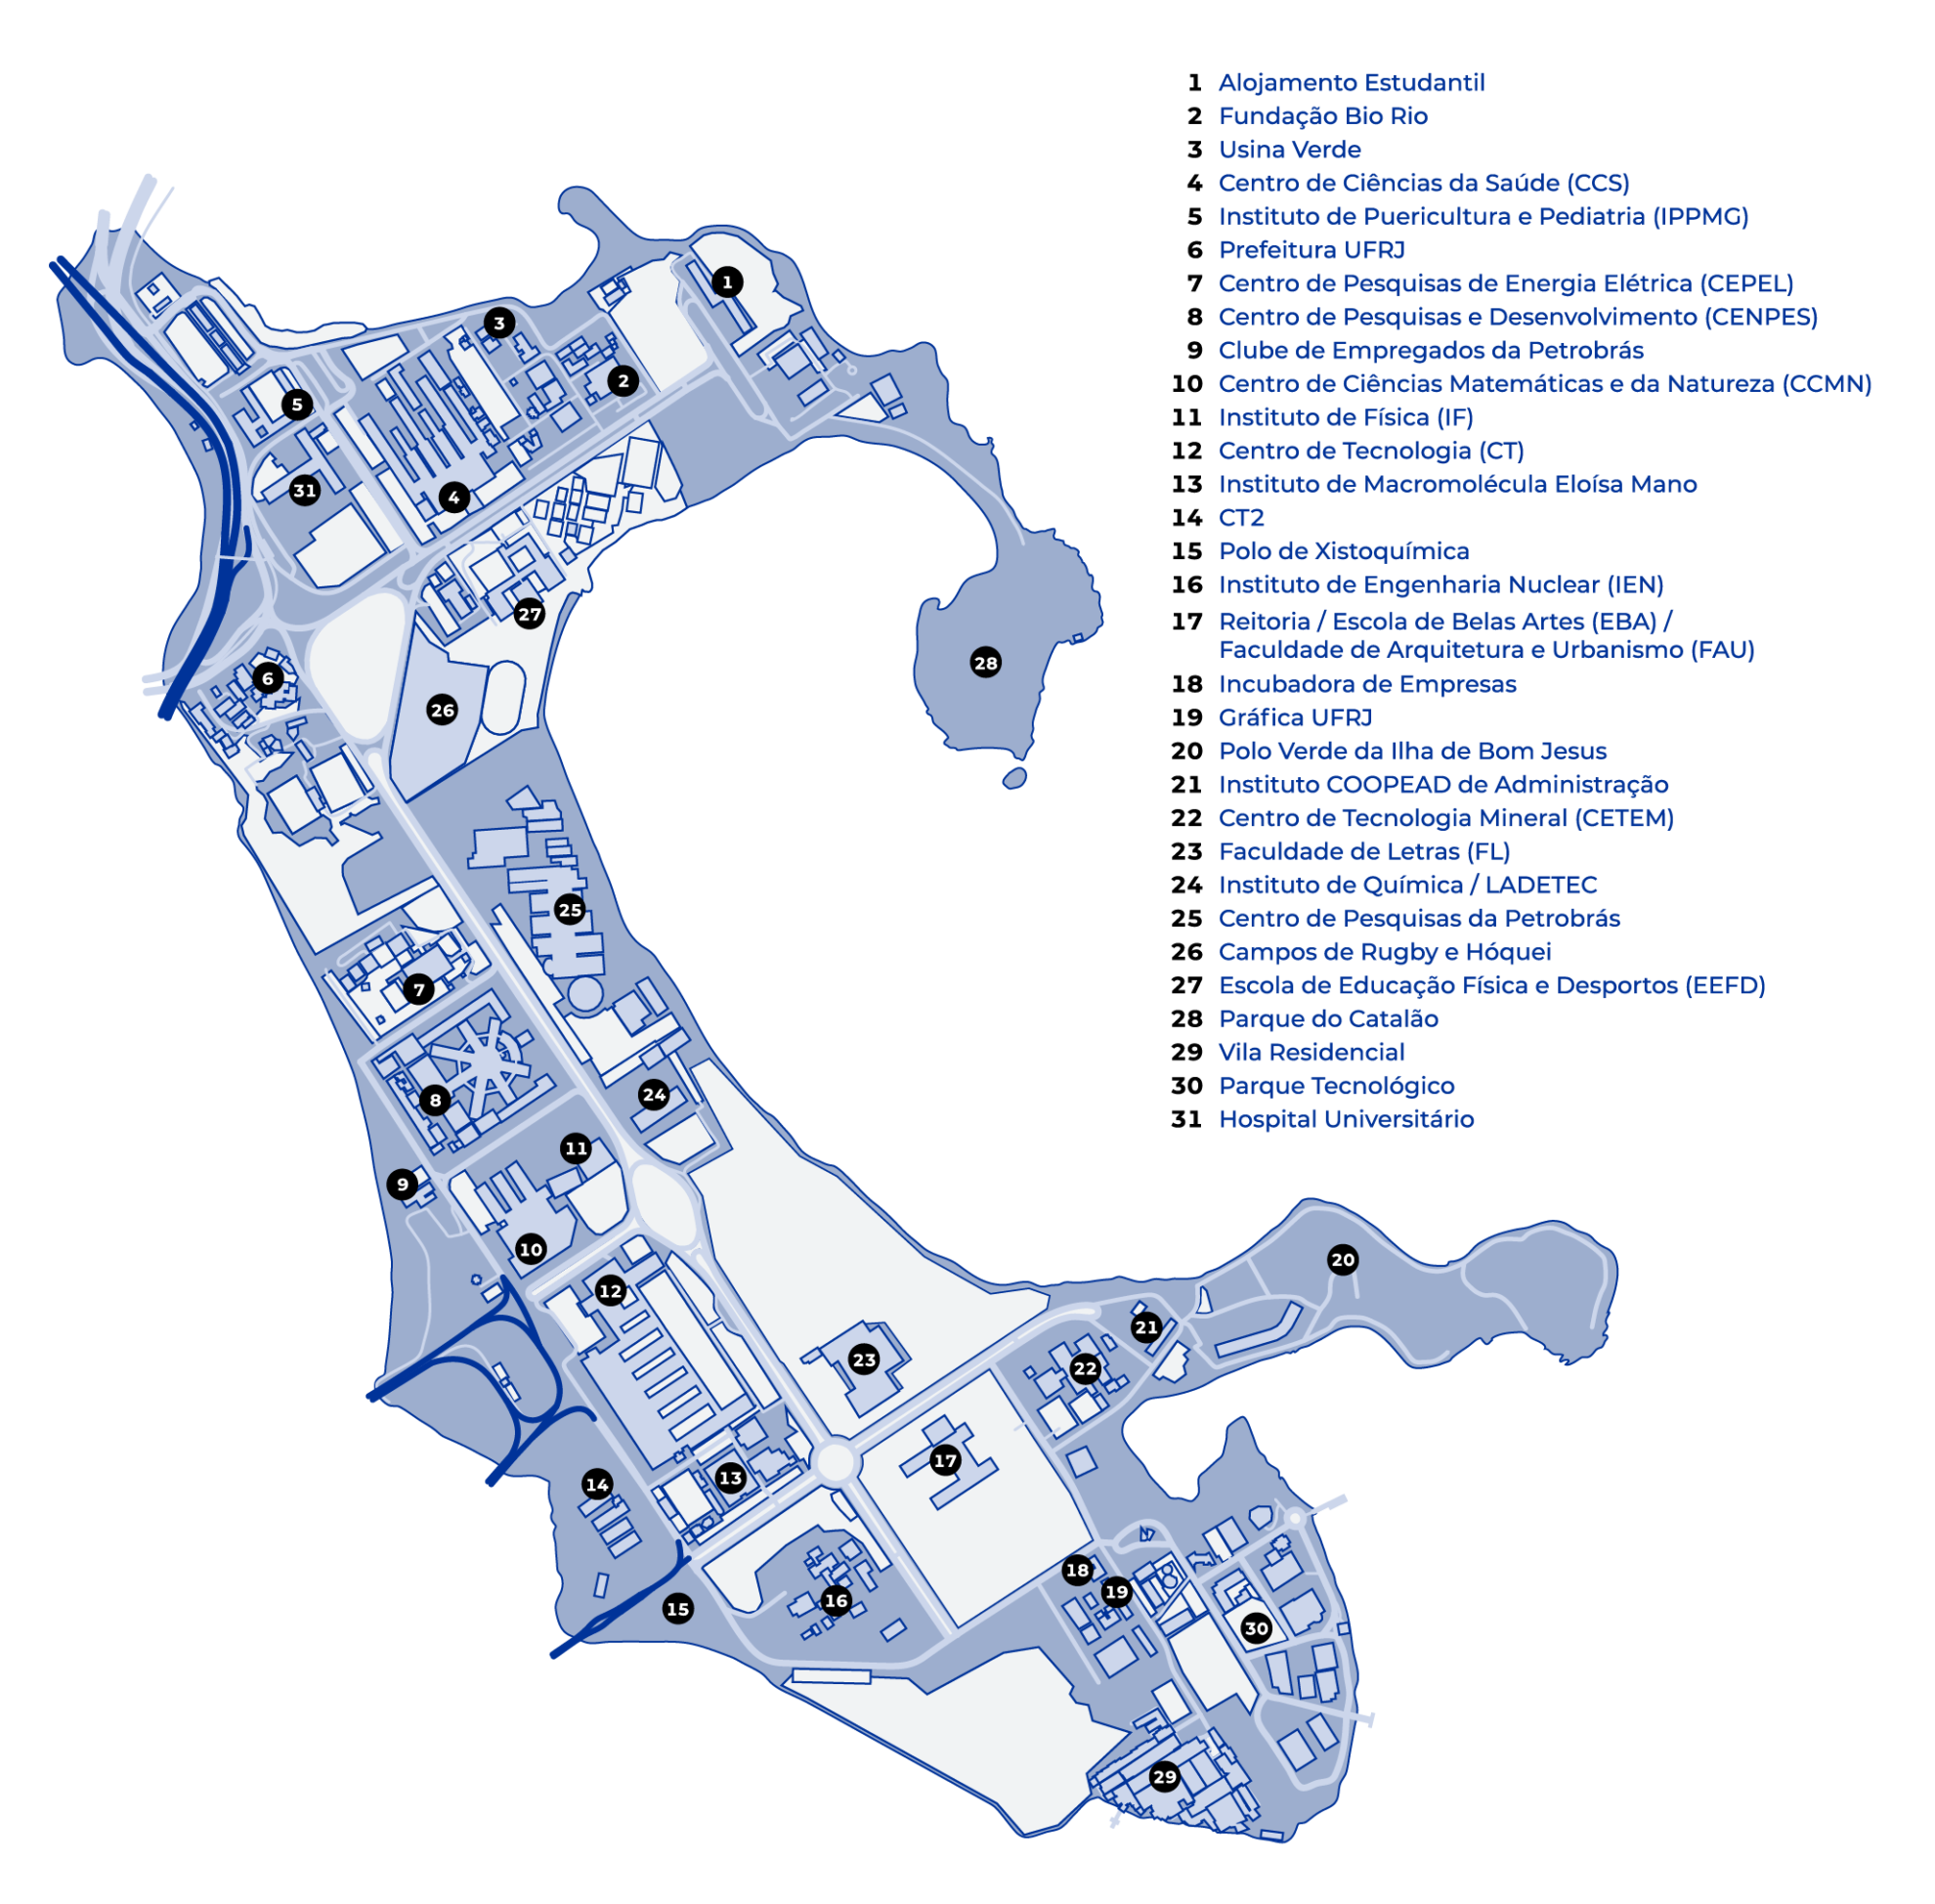 1 Alojamento Estudantil
2 Fundação Bio Rio
3 Usina Verde
4 Centro de Ciências da Saúde (CCS)
5 Instituto de Puericultura e Pediatria (IPPMG)
6 Prefeitura UFRJ
7 Centro de Pesquisas de Energia Elétrica (CEPEL)
8 Centro de Pesquisas e Desenvolvimento (CENPES)
9 Clube de Empregados da Petrobrás
10 Centro de Ciências Matemáticas e da Natureza (CCMN)
11 Instituto de Física (IF)
12 Centro de Tecnologia (CT)
13 Instituto de Macromolécula Eloísa Mano
14 CT2
15 Polo de Xistoquímica
16 Instituto de Engenharia Nuclear (IEN)
17 Reitoria / Escola de Belas Artes (EBA) /
Faculdade de Arquitetura e Urbanismo (FAU)
18 Incubadora de Empresas
19 Gráfica UFRJ
20 Polo Verde da Ilha de Bom Jesus
21 Instituto COOPEAD de Administração
22 Centro de Tecnologia Mineral (CETEM)
23 Faculdade de Letras (FL)
24 Instituto de Química / LADETEC
25 Centro de Pesquisas da Petrobrás
26 Campos de Rugby e Hóquei
27 Escola de Educação Física e Desportos (EEFD)
28 Parque do Catalão
29 Vila Residencial
30 Parque Tecnológico
31 Hospital Universitário
1
3
2
5
31
4
27
6
28
26
25
7
8
24
11
9
10
20
12
21
23
22
17
13
14
18
19
16
15
30
29